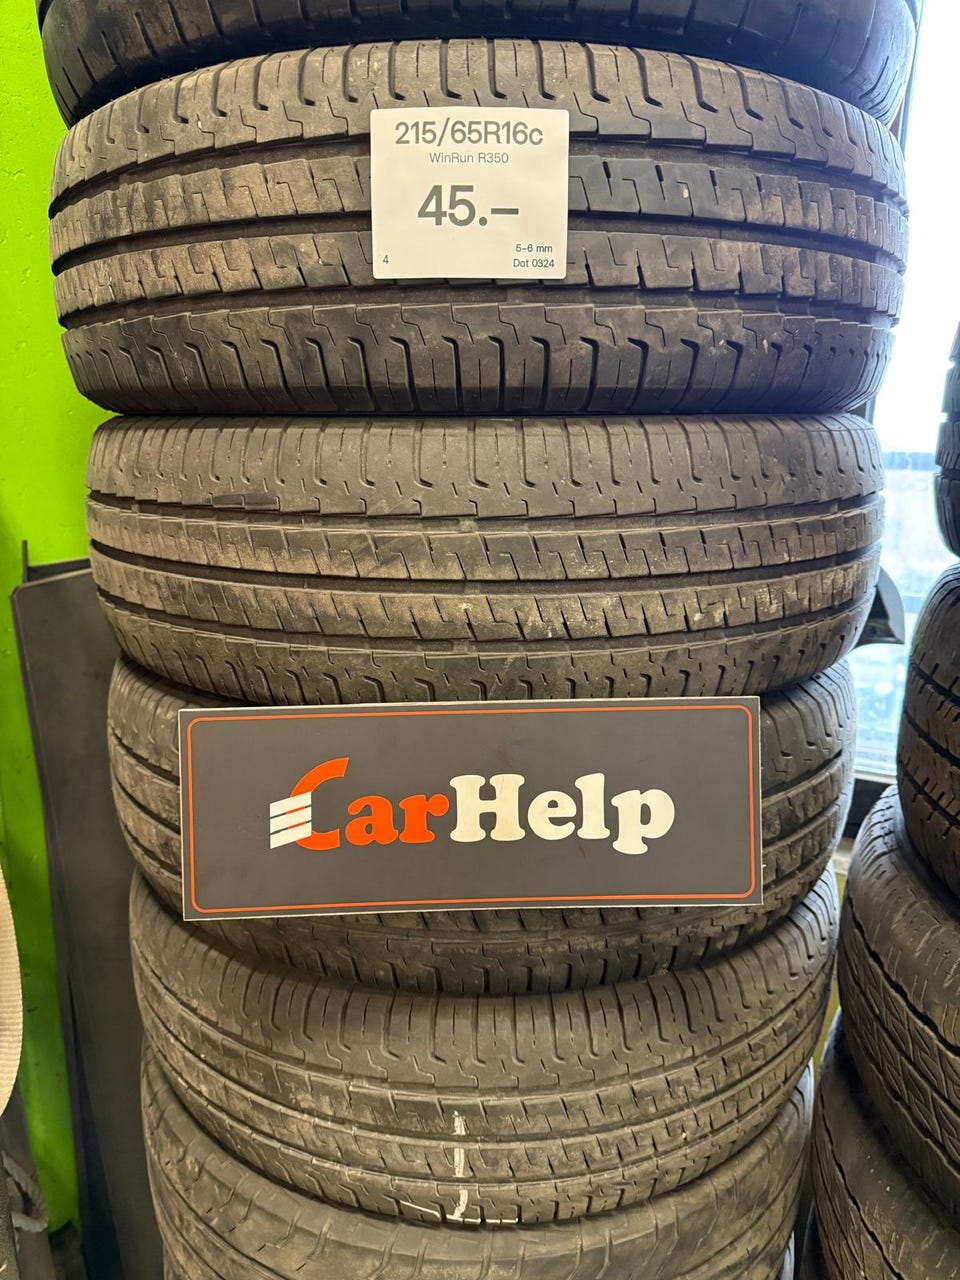 215/65R16c
WinRun R350
45.–
5-6 mm
4
Dot 0324
CarHelp